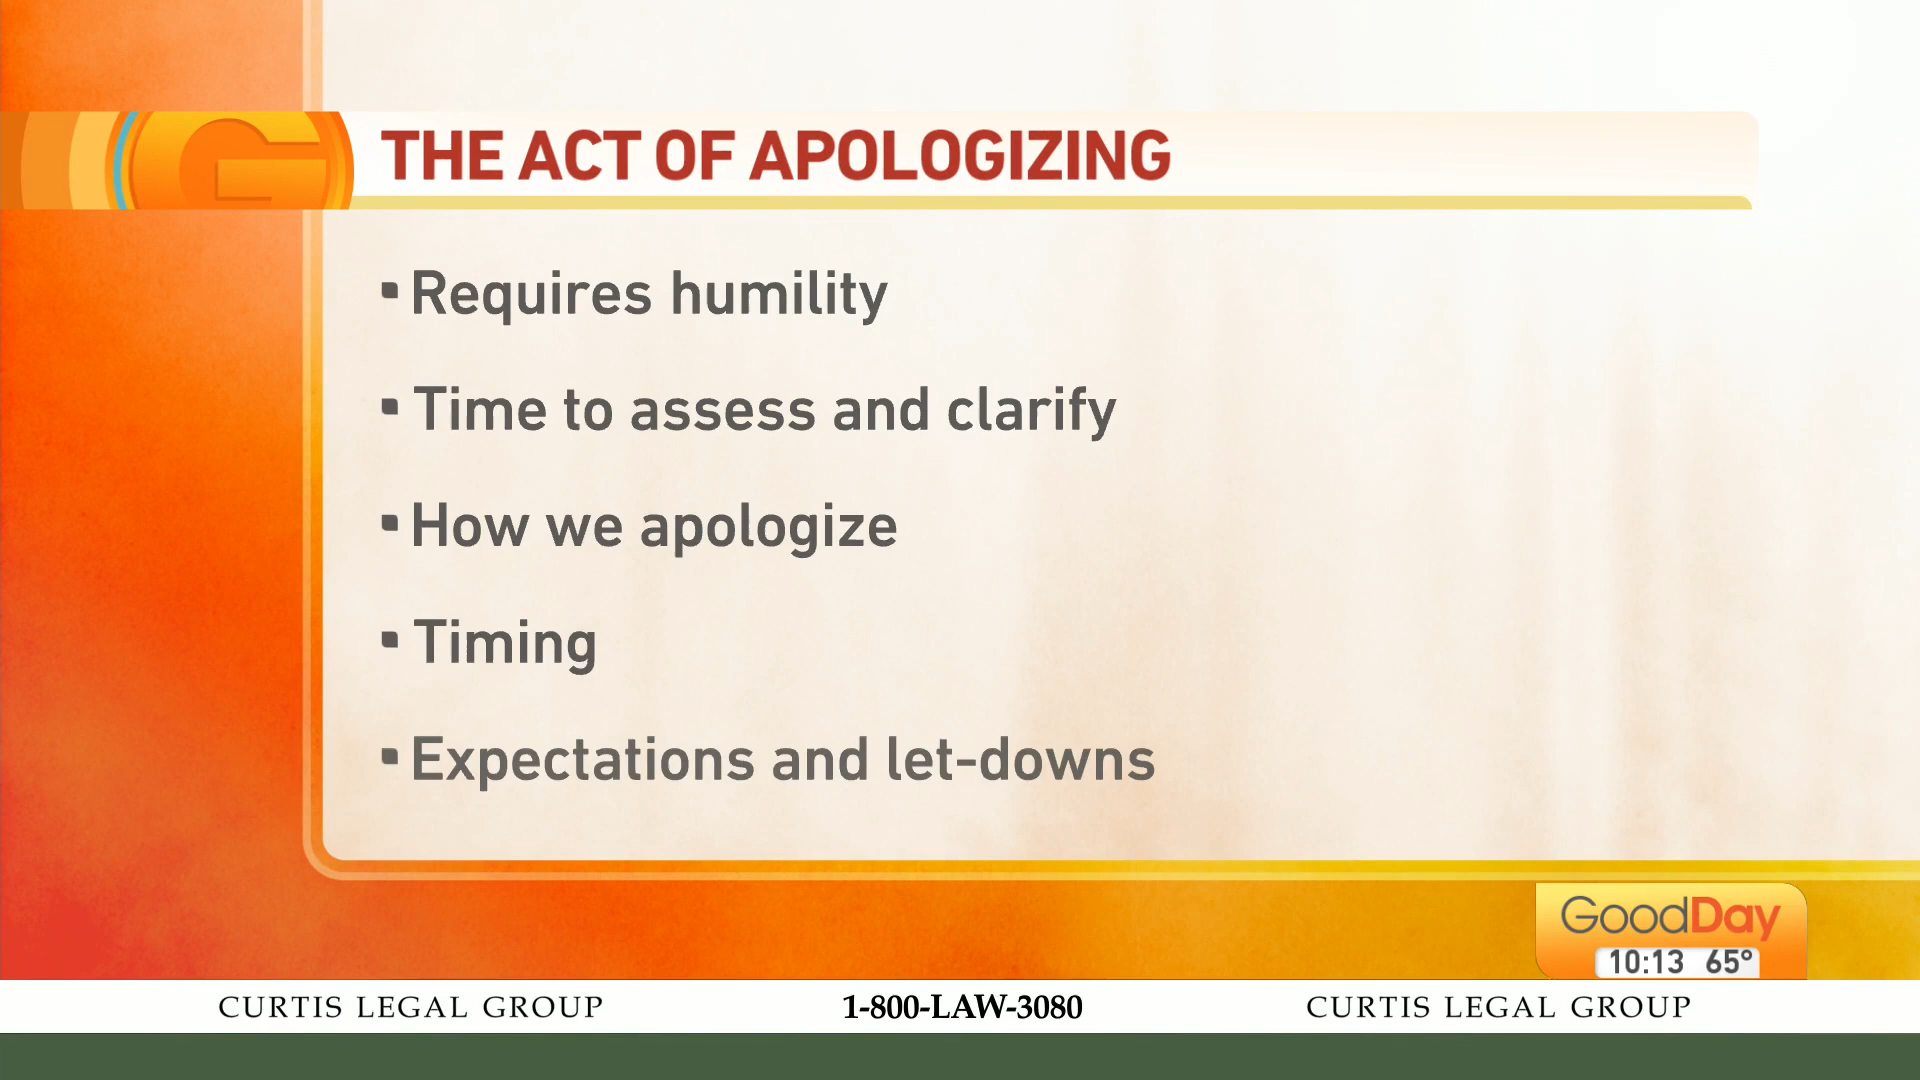 THE ACT OF APOLOGIZING
▪ Requires humility
▪ Time to assess and clarify
▪ How we apologize
▪ Timing
▪ Expectations and let-downs
GoodDay
10:13 65°
CURTIS LEGAL GROUP 1-800-LAW-3080 CURTIS LEGAL GROUP